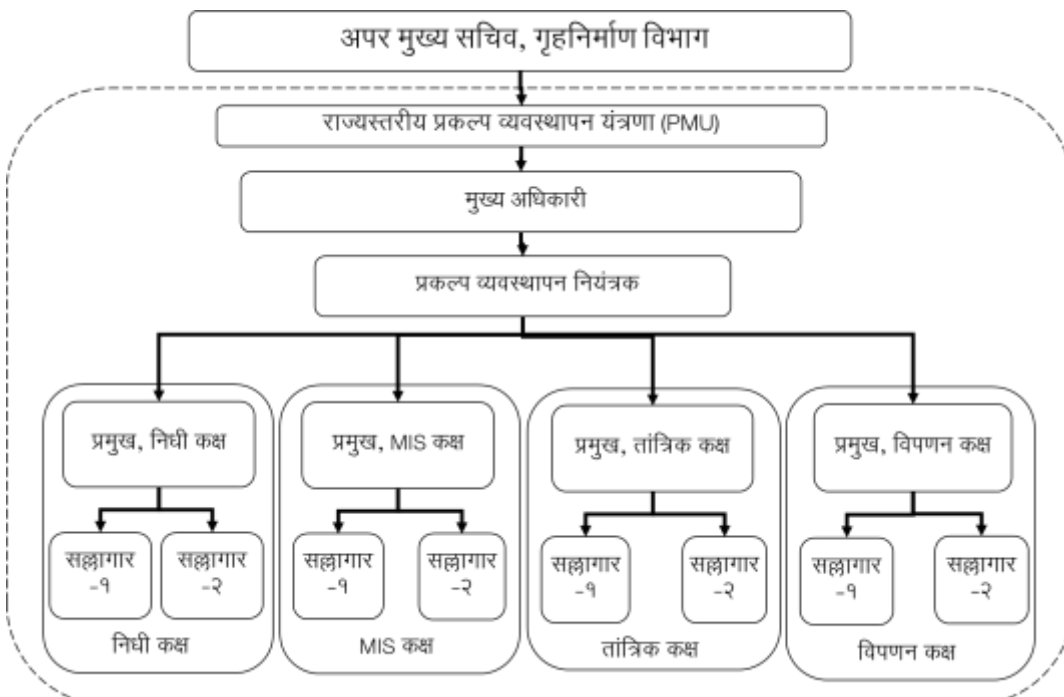 अपर मुख्य सचिव, गृहनिर्माण विभाग
राज्यस्तरीय प्रकल्प व्यवस्थापन यंत्रणा (PMU)
मुख्य अधिकारी
प्रकल्प व्यवस्थापन नियंत्रक
प्रमुख, निधी कक्ष
प्रमुख, MIS कक्ष
प्रमुख, तांत्रिक कक्ष
प्रमुख, विपणन कक्ष
सल्लागार
-१
सल्लागार
-२
सल्लागार
-१
सल्लागार
-२
सल्लागार
-१
सल्लागार
-२
सल्लागार
-१
सल्लागार
-२
निधी कक्ष
MIS कक्ष
तांत्रिक कक्ष
विपणन कक्ष